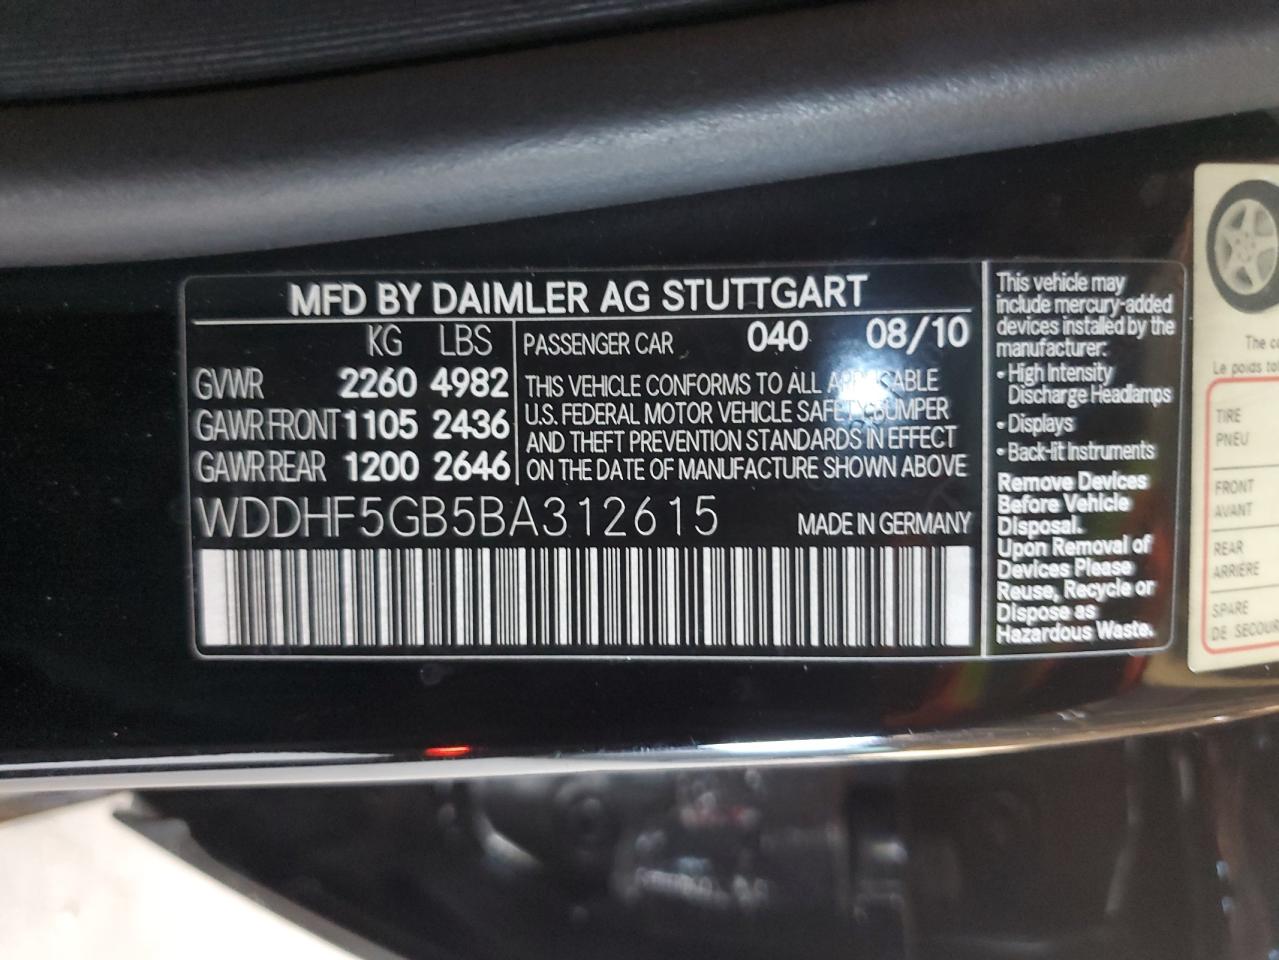 MFD BY DAIMLER AG STUTTGART
KG LBS
GVWR 2260 4982
GAWR FRONT 1105 2436
GAWR REAR 1200 2646
PASSENGER CAR 040 08/10
THIS VEHICLE CONFORMS TO ALL APPLICABLE
U.S. FEDERAL MOTOR VEHICLE SAFETY, BUMPER
AND THEFT PREVENTION STANDARDS IN EFFECT
ON THE DATE OF MANUFACTURE SHOWN ABOVE
WDDHF5GB5BA312615
MADE IN GERMANY
This vehicle may
include mercury-added
devices installed by the
manufacturer:
• High Intensity
Discharge Headlamps
• Displays
• Back-lit Instruments
Remove Devices
Before Vehicle
Disposal.
Upon Removal of
Devices Please
Reuse, Recycle or
Dispose as
Hazardous Waste.
The
Le poids
TIRE
PNEU
FRONT
AVANT
REAR
ARRIÈRE
SPARE
DE